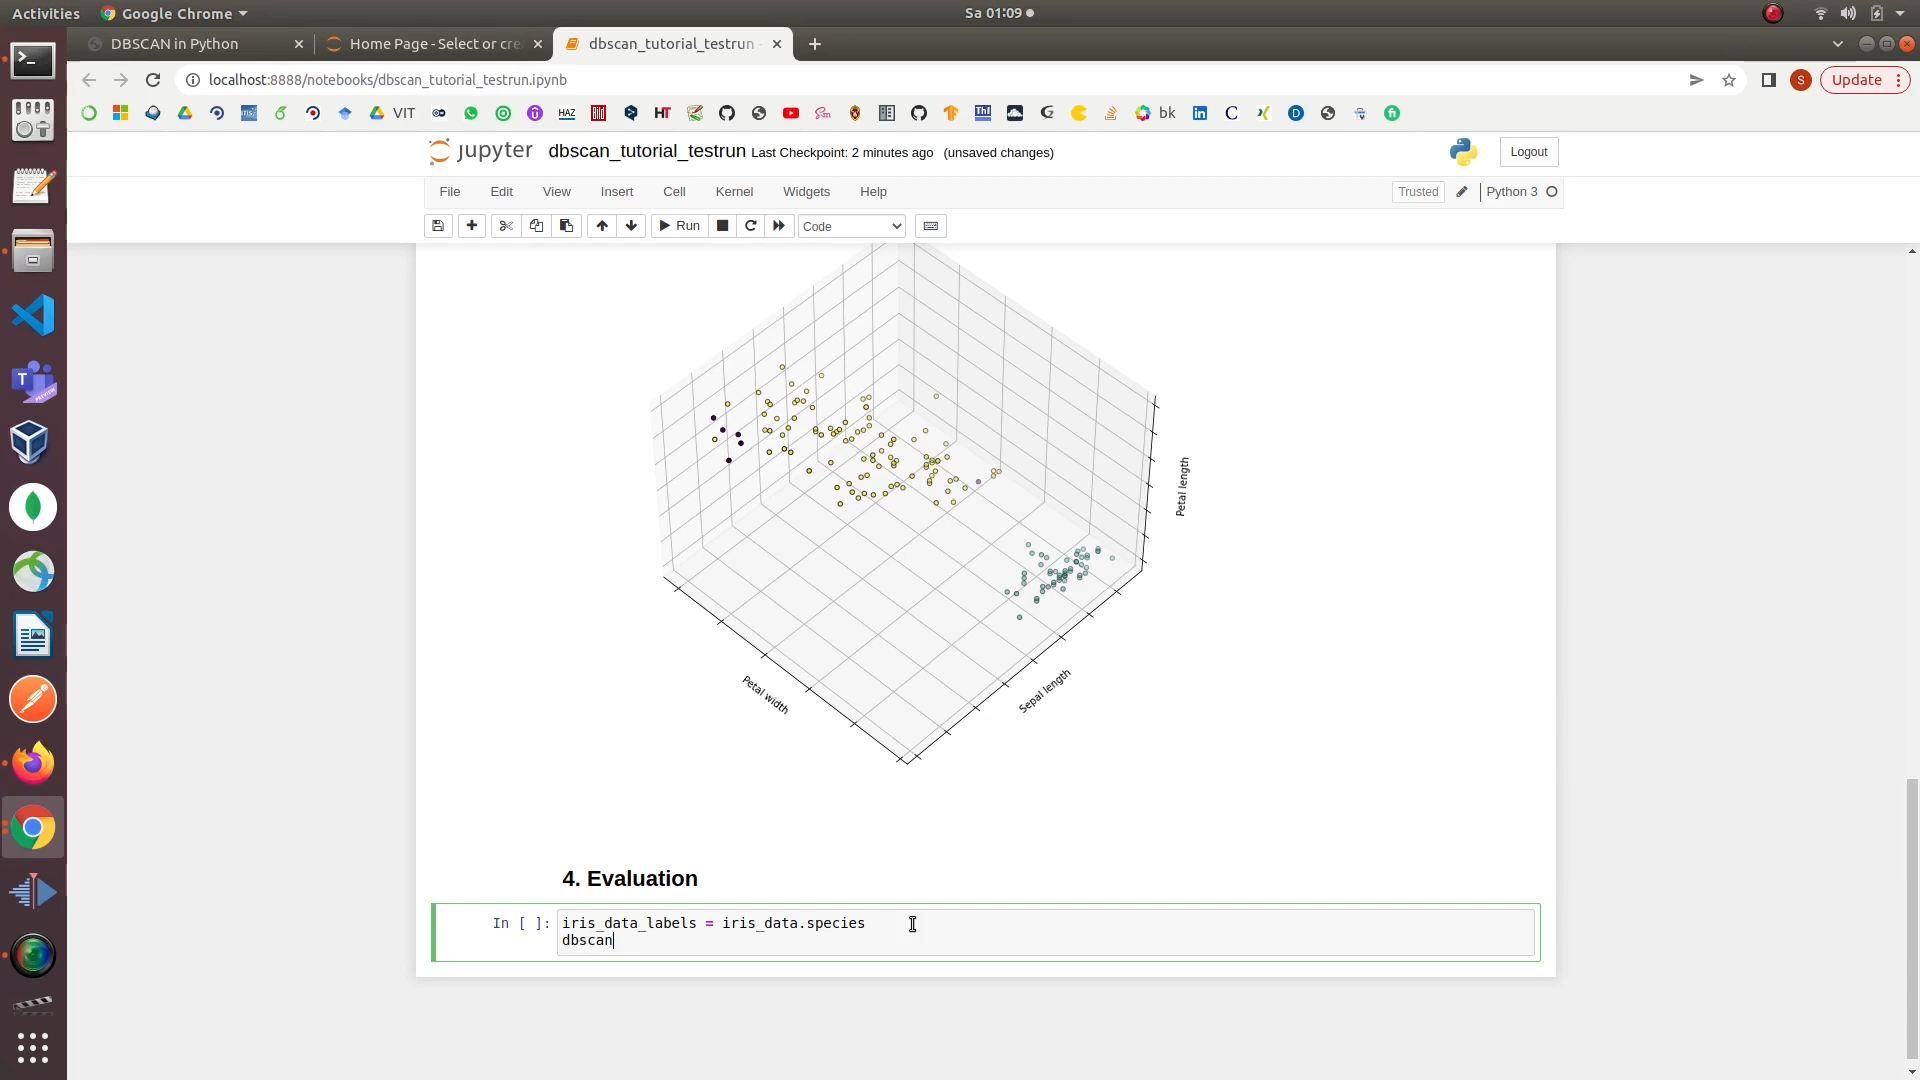 Activities
Google Chrome
Sa 01:09
DBSCAN in Python
Home Page - Select or cre
dbscan_tutorial_testrun -
localhost:8888/notebooks/dbscan_tutorial_testrun.ipynb
S
Update
VIT
HAZ
HT
bk
jupyter
dbscan_tutorial_testrun Last Checkpoint: 2 minutes ago (unsaved changes)
Logout
File
Edit
View
Insert
Cell
Kernel
Widgets
Help
Trusted
Python 3
Run
Code
Petal length
Petal width
Sepal length
4. Evaluation
In [ ]:
iris_data_labels = iris_data.species
dbscan